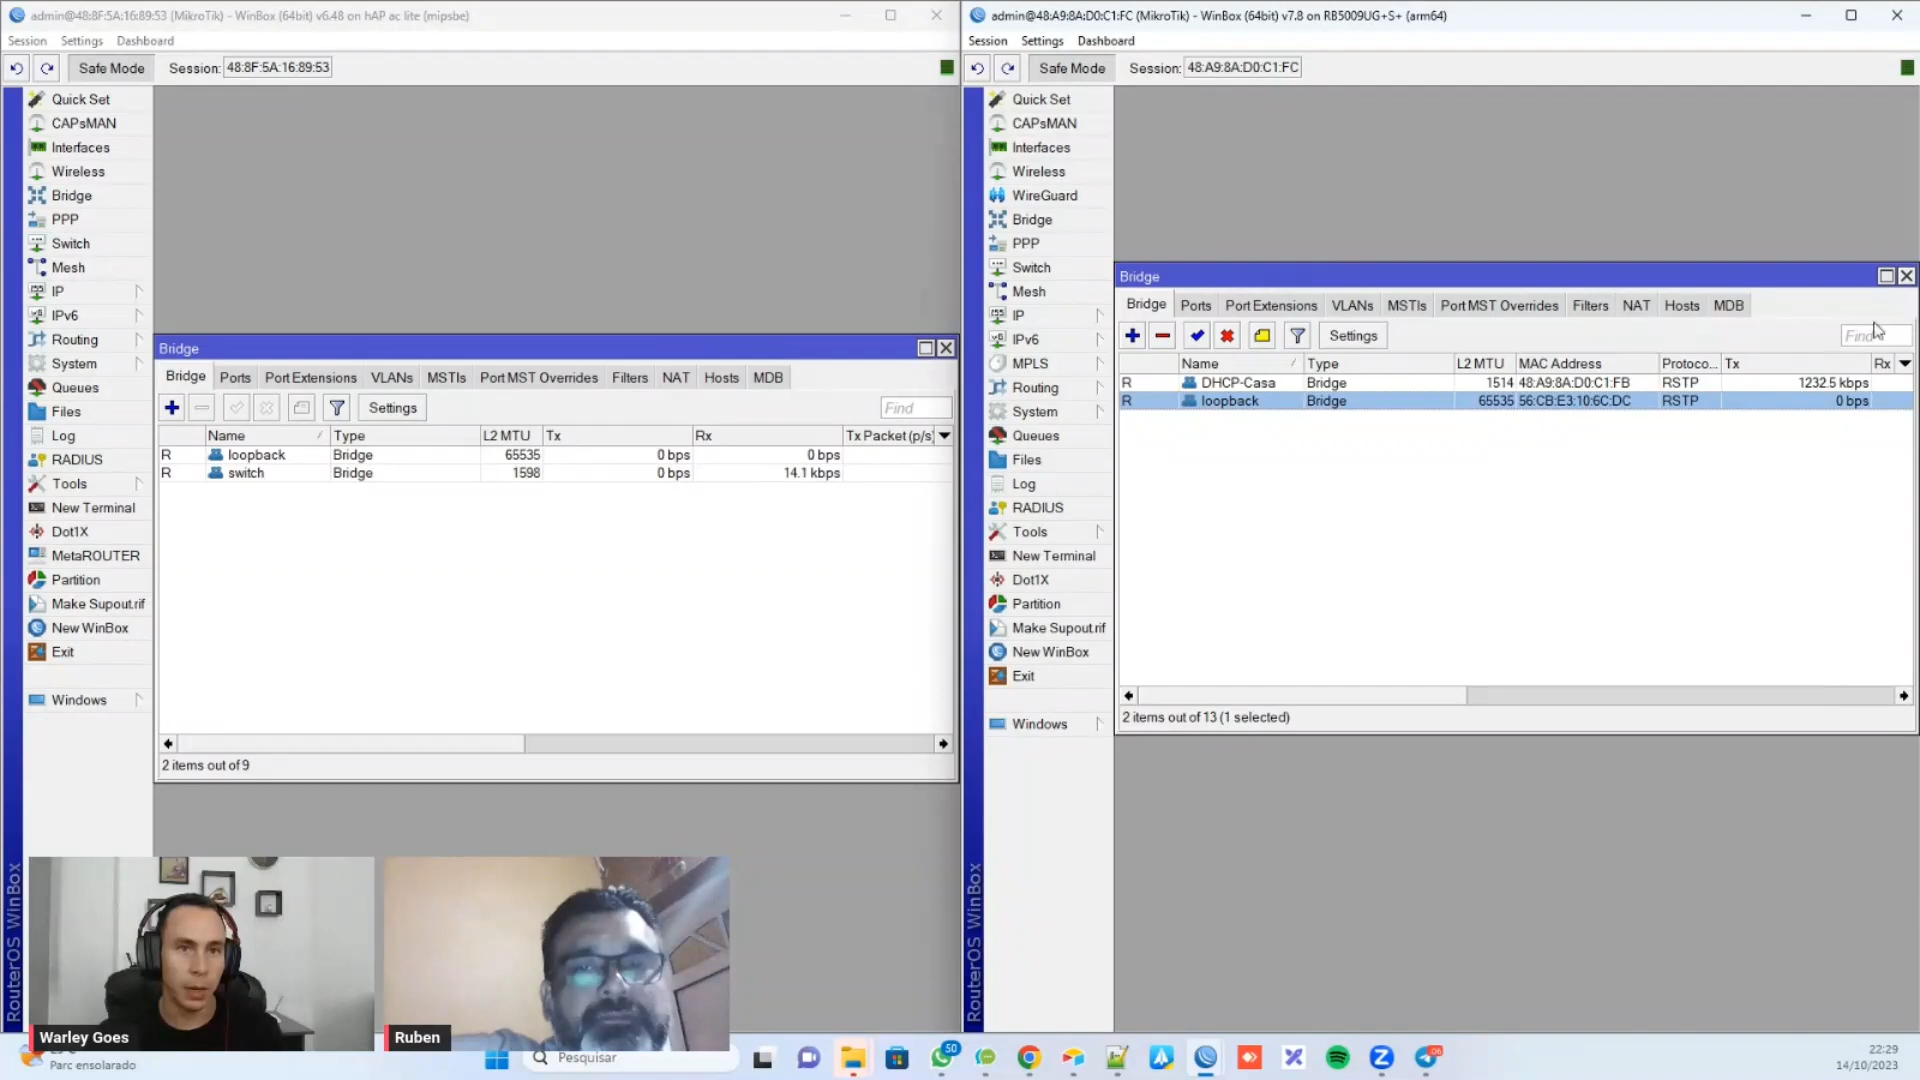 admin@48:8F:5A:16:89:53 (MikroTik) - WinBox (64bit) v6.48 on hAP ac lite (mipsbe)
Session Settings Dashboard
Safe Mode Session: 48:8F:5A:16:89:53
Quick Set
CAPsMAN
Interfaces
Wireless
Bridge
PPP
Switch
Mesh
IP
IPv6
Routing
System
Queues
Files
Log
RADIUS
Tools
New Terminal
Dot1X
MetaROUTER
Partition
Make Supout.rif
New WinBox
Exit
Windows
RouterOS WinBox
Bridge
Bridge Ports Port Extensions VLANs MSTIs Port MST Overrides Filters NAT Hosts MDB
Settings Find
Name Type L2 MTU Tx Rx Tx Packet (p/s)
R loopback Bridge 65535 0 bps 0 bps
R switch Bridge 1598 0 bps 14.1 kbps
2 items out of 9
admin@48:A9:8A:D0:C1:FC (MikroTik) - WinBox (64bit) v7.8 on RB5009UG+S+ (arm64)
Session Settings Dashboard
Safe Mode Session: 48:A9:8A:D0:C1:FC
Quick Set
CAPsMAN
Interfaces
Wireless
WireGuard
Bridge
PPP
Switch
Mesh
IP
IPv6
MPLS
Routing
System
Queues
Files
Log
RADIUS
Tools
New Terminal
Dot1X
Partition
Make Supout.rif
New WinBox
Exit
Windows
RouterOS WinBox
Bridge
Bridge Ports Port Extensions VLANs MSTIs Port MST Overrides Filters NAT Hosts MDB
Settings Find
Name Type L2 MTU MAC Address Protoco... Tx Rx
R DHCP-Casa Bridge 1514 48:A9:8A:D0:C1:FB RSTP 1232.5 kbps
R loopback Bridge 65535 56:CB:E3:10:6C:DC RSTP 0 bps
2 items out of 13 (1 selected)
Warley Goes
Ruben
Parc ensolarado
Pesquisar
50
22:29
14/10/2023